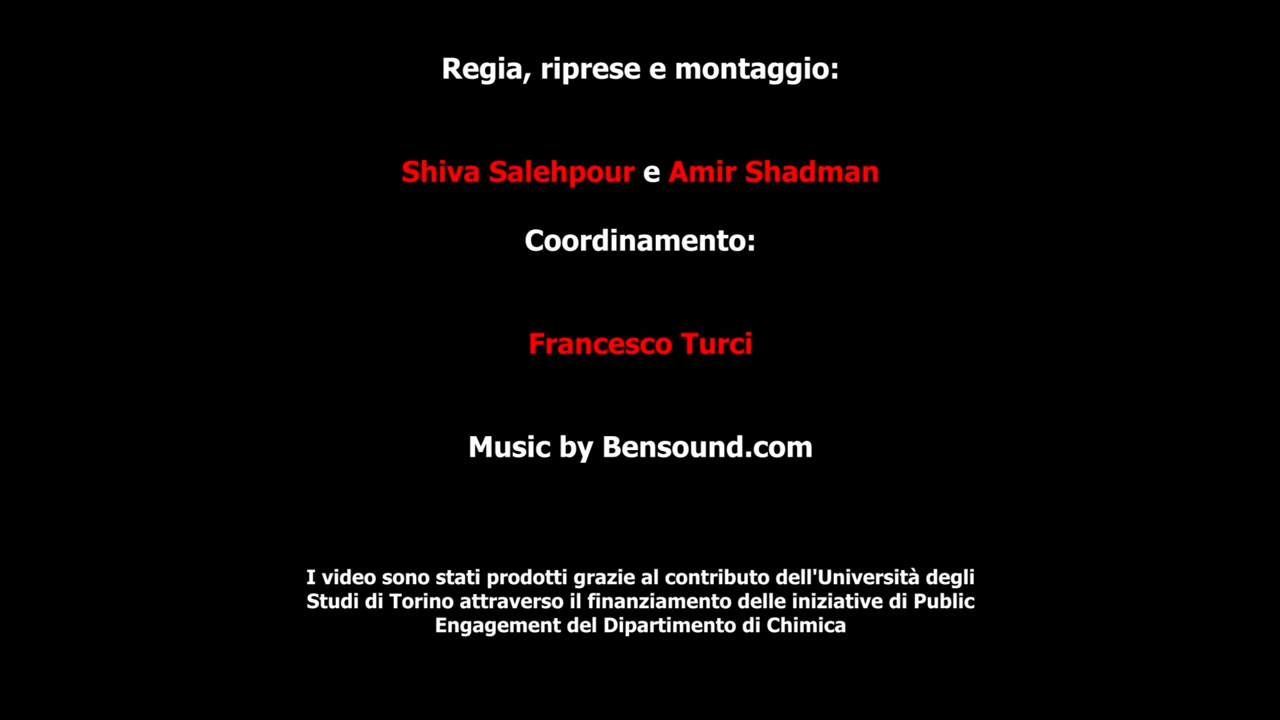 Regia, riprese e montaggio:
Shiva Salehpour e Amir Shadman
Coordinamento:
Francesco Turci
Music by Bensound.com
I video sono stati prodotti grazie al contributo dell'Università degli
Studi di Torino attraverso il finanziamento delle iniziative di Public
Engagement del Dipartimento di Chimica